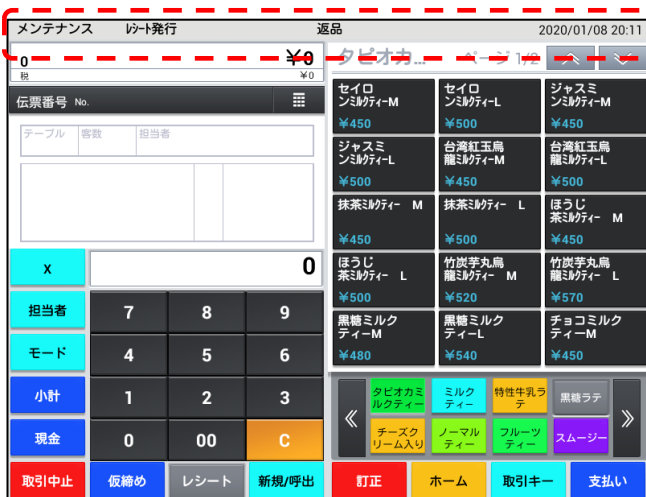 メンテナンス ﾚｼｰﾄ発行 返品 2020/01/08 20:11
0 ¥0
税 ¥0
タピオカ... ページ 1/2
伝票番号 No.
テーブル 客数 担当者
セイロ
ンﾐﾙｸﾃｨｰM
¥450
セイロ
ンﾐﾙｸﾃｨｰL
¥500
ジャスミ
ンﾐﾙｸﾃｨｰM
¥450
ジャスミ
ンﾐﾙｸﾃｨｰL
¥500
台湾紅玉烏
龍ﾐﾙｸﾃｨｰM
¥450
台湾紅玉烏
龍ﾐﾙｸﾃｨｰL
¥500
抹茶ﾐﾙｸﾃｨｰ M
¥450
抹茶ﾐﾙｸﾃｨｰ L
¥500
ほうじ
茶ﾐﾙｸﾃｨｰ M
¥450
ほうじ
茶ﾐﾙｸﾃｨｰ L
¥500
竹炭芋丸烏
龍ﾐﾙｸﾃｨｰ M
¥520
竹炭芋丸烏
龍ﾐﾙｸﾃｨｰ L
¥570
黒糖ミルク
ティーM
¥480
黒糖ミルク
ティーL
¥540
チョコミルク
ティーM
¥450
X 0
担当者 7 8 9
モード 4 5 6
小計 1 2 3
現金 0 00 C
取引中止 仮締め レシート 新規/呼出
タピオカミ
ルクティー
ミルク
ティー
特性牛乳ラ
テ
黒糖ラテ
《 》
チーズク
リーム入り
ノーマル
ティー
フルーツ
ティー
スムージー
訂正 ホーム 取引キー 支払い